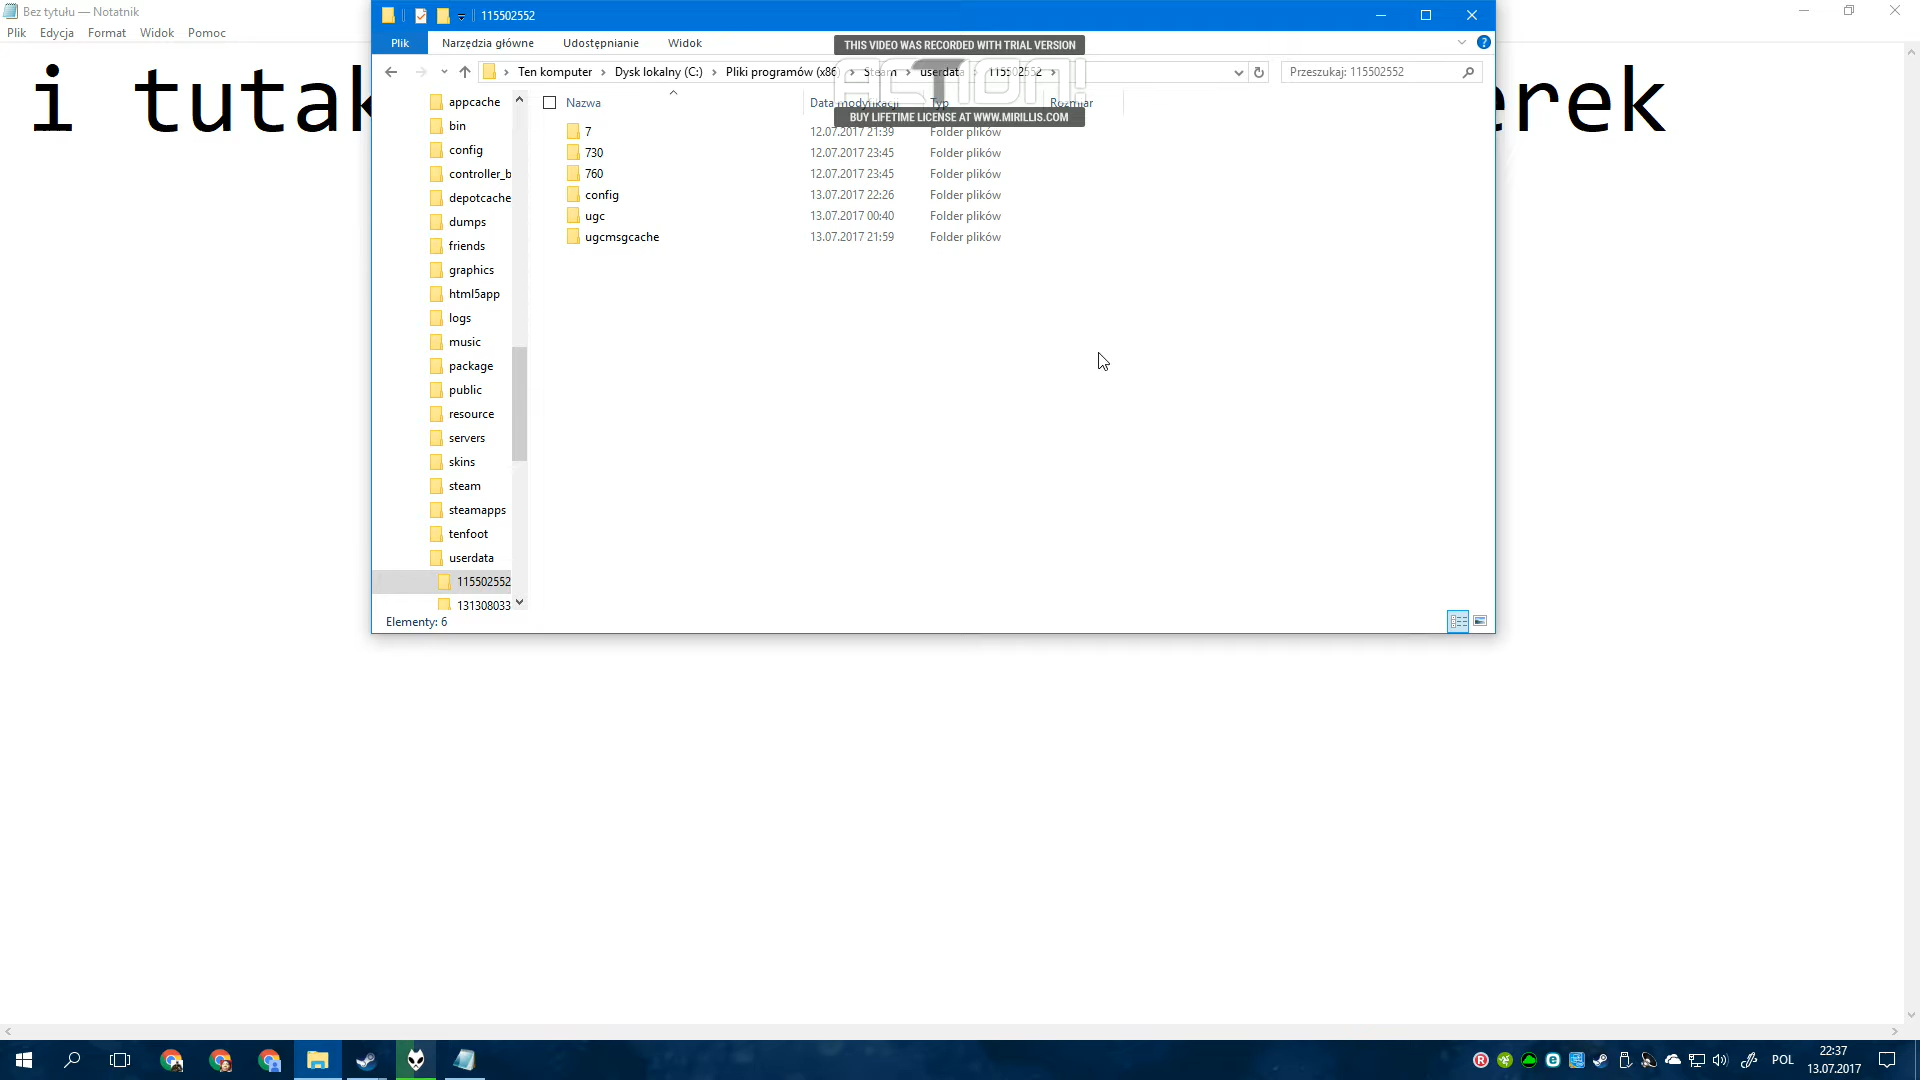 Bez tytułu — Notatnik
Plik Edycja Format Widok Pomoc
i tutak
erek
115502552
Plik Narzędzia główne Udostępnianie Widok
THIS VIDEO WAS RECORDED WITH TRIAL VERSION
ACTION!
BUY LIFETIME LICENSE AT WWW.MIRILLIS.COM
Ten komputer Dysk lokalny (C:) Pliki programów (x86) Steam userdata 115502552
Przeszukaj: 115502552
appcache
bin
config
controller_b
depotcache
dumps
friends
graphics
html5app
logs
music
package
public
resource
servers
skins
steam
steamapps
tenfoot
userdata
115502552
131308033
Nazwa Data modyfikacji Typ Rozmiar
7 12.07.2017 21:39 Folder plików
730 12.07.2017 23:45 Folder plików
760 12.07.2017 23:45 Folder plików
config 13.07.2017 22:26 Folder plików
ugc 13.07.2017 00:40 Folder plików
ugcmsgcache 13.07.2017 21:59 Folder plików
Elementy: 6
POL
22:37
13.07.2017